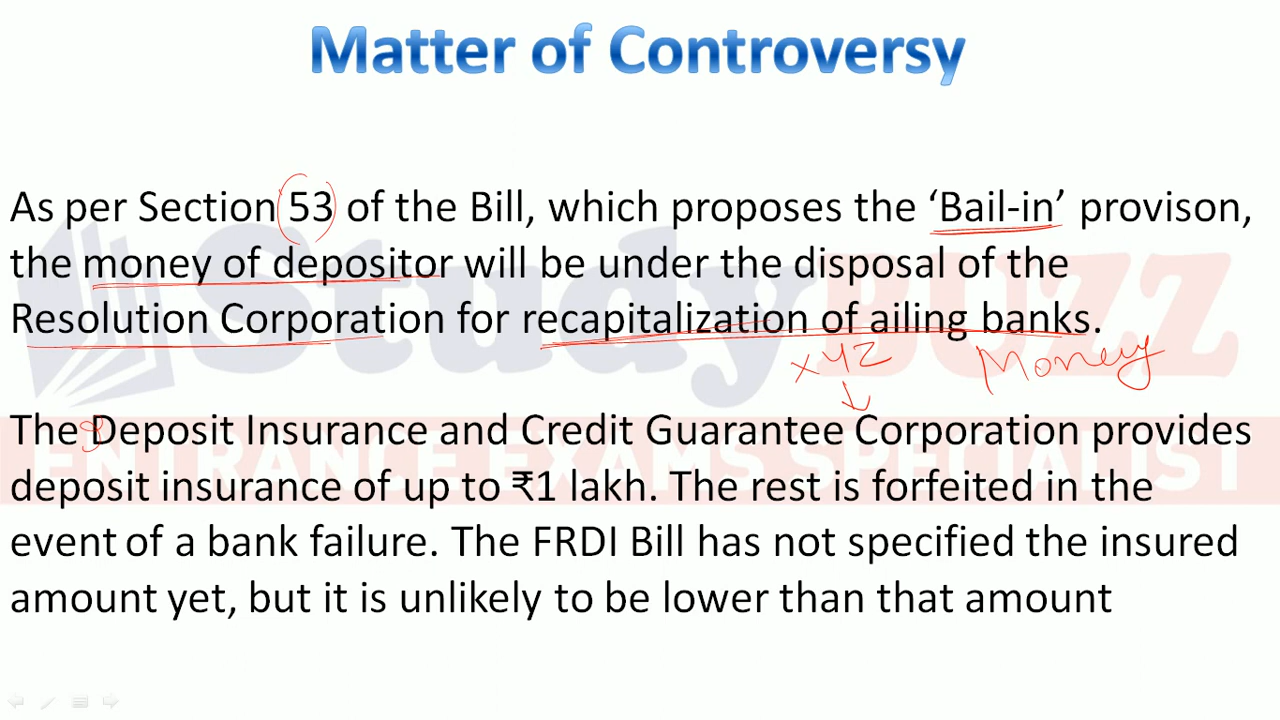 Matter of Controversy
As per Section 53 of the Bill, which proposes the ‘Bail-in’ provison,
the money of depositor will be under the disposal of the
Resolution Corporation for recapitalization of ailing banks.
XYZ Money
The Deposit Insurance and Credit Guarantee Corporation provides
deposit insurance of up to ₹1 lakh. The rest is forfeited in the
event of a bank failure. The FRDI Bill has not specified the insured
amount yet, but it is unlikely to be lower than that amount
StudyBUZZ
ENTRANCE EXAMS SPECIALIST